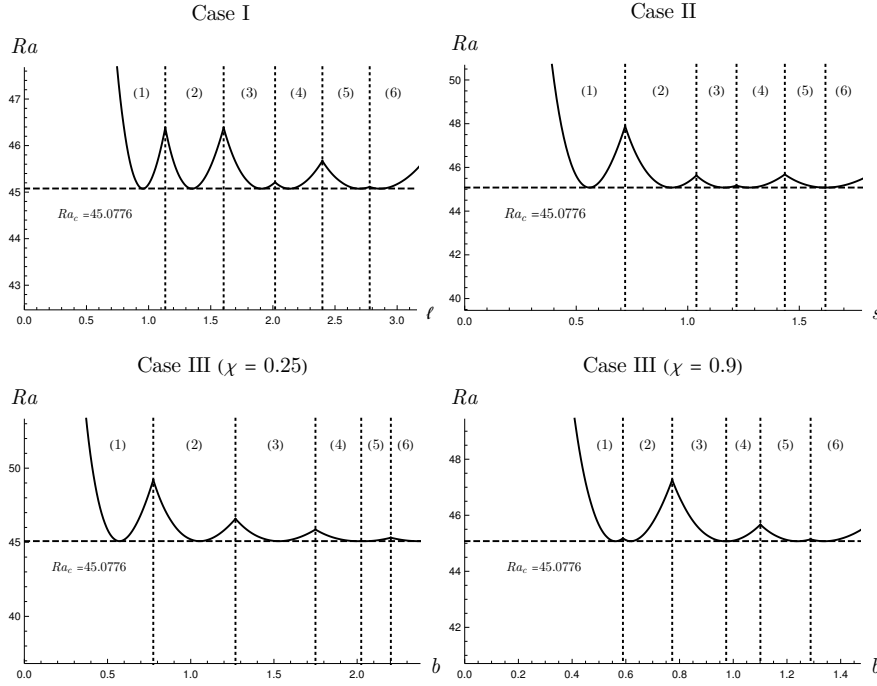 Case I
Ra
47
46
45
44
43
(1) (2) (3) (4) (5) (6)
Ra_c =45.0776
0.0 0.5 1.0 1.5 2.0 2.5 3.0
ℓ
Case II
Ra
50
48
46
44
42
40
(1) (2) (3) (4) (5) (6)
Ra_c =45.0776
0.0 0.5 1.0 1.5
s
Case III (χ = 0.25)
Ra
50
45
40
(1) (2) (3) (4) (5) (6)
Ra_c =45.0776
0.0 0.5 1.0 1.5 2.0
b
Case III (χ = 0.9)
Ra
48
46
44
42
(1) (2) (3) (4) (5) (6)
Ra_c =45.0776
0.0 0.2 0.4 0.6 0.8 1.0 1.2 1.4
b